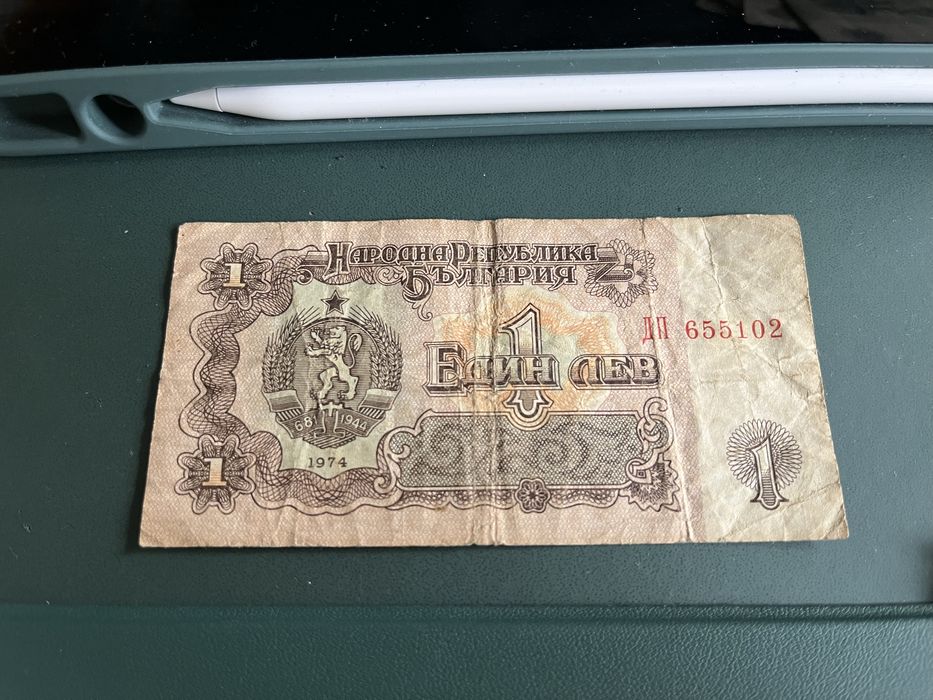 1
НАРОДНА РЕПУБЛИКА
БЪЛГАРИЯ
1
ДП 655102
ЕДИН ЛЕВ
681 1944
1974
1
1